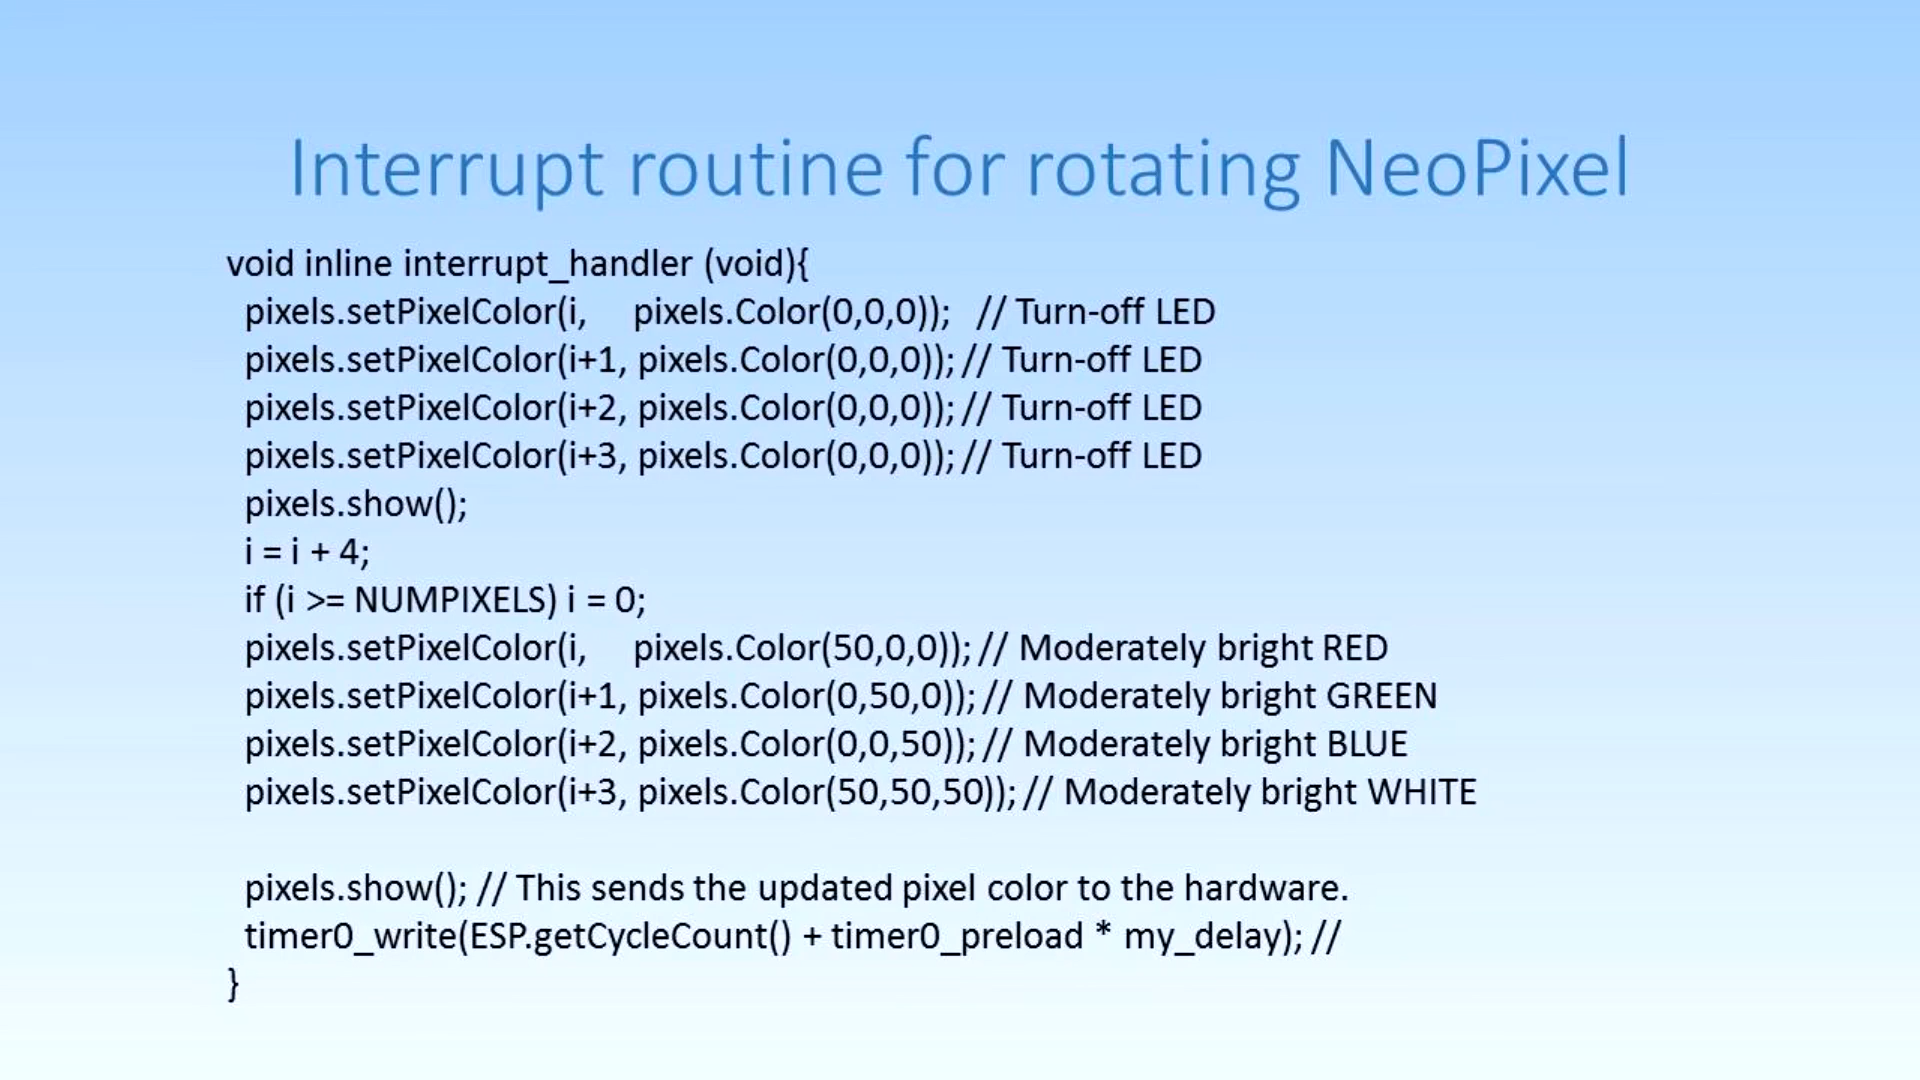 Interrupt routine for rotating NeoPixel
void inline interrupt_handler (void){
pixels.setPixelColor(i, pixels.Color(0,0,0)); // Turn-off LED
pixels.setPixelColor(i+1, pixels.Color(0,0,0)); // Turn-off LED
pixels.setPixelColor(i+2, pixels.Color(0,0,0)); // Turn-off LED
pixels.setPixelColor(i+3, pixels.Color(0,0,0)); // Turn-off LED
pixels.show();
i = i + 4;
if (i >= NUMPIXELS) i = 0;
pixels.setPixelColor(i, pixels.Color(50,0,0)); // Moderately bright RED
pixels.setPixelColor(i+1, pixels.Color(0,50,0)); // Moderately bright GREEN
pixels.setPixelColor(i+2, pixels.Color(0,0,50)); // Moderately bright BLUE
pixels.setPixelColor(i+3, pixels.Color(50,50,50)); // Moderately bright WHITE
pixels.show(); // This sends the updated pixel color to the hardware.
timer0_write(ESP.getCycleCount() + timer0_preload * my_delay); //
}